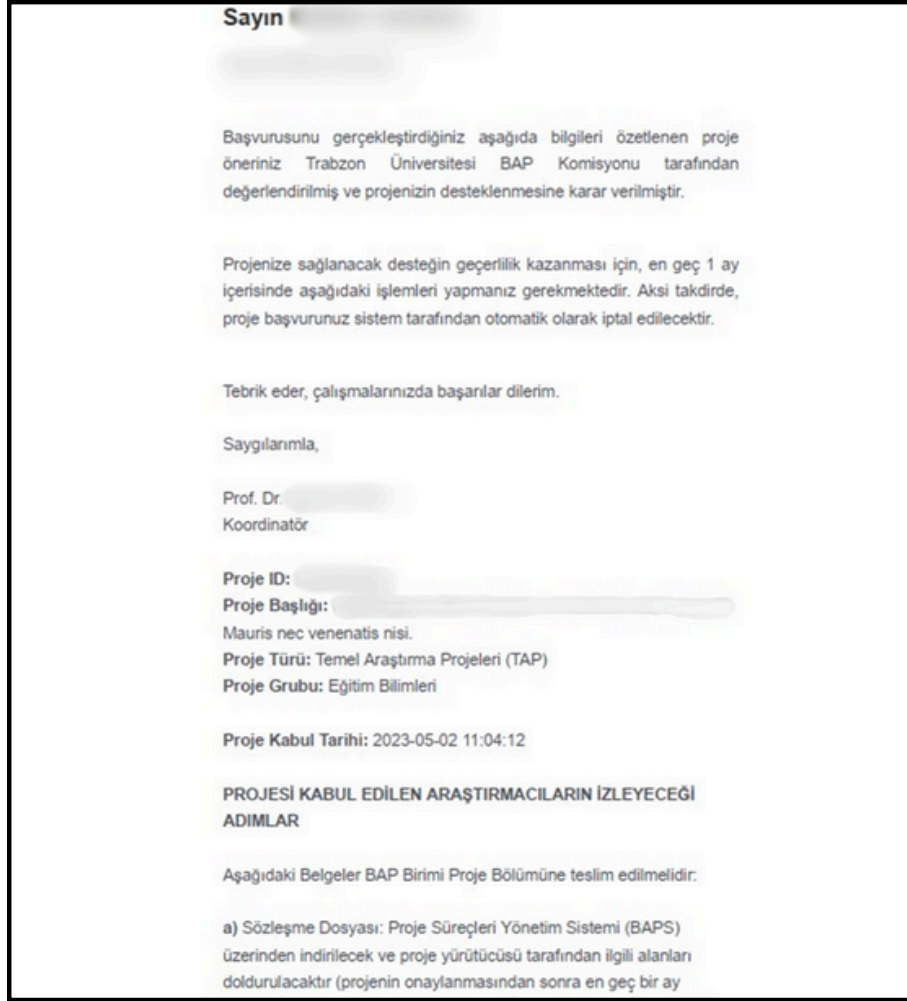 Sayın
Başvurusunu gerçekleştirdiğiniz aşağıda bilgileri özetlenen proje
öneriniz Trabzon Üniversitesi BAP Komisyonu tarafından
değerlendirilmiş ve projenizin desteklenmesine karar verilmiştir.
Projenize sağlanacak desteğin geçerlilik kazanması için, en geç 1 ay
içerisinde aşağıdaki işlemleri yapmanız gerekmektedir. Aksi takdirde,
proje başvurunuz sistem tarafından otomatik olarak iptal edilecektir.
Tebrik eder, çalışmalarınızda başarılar dilerim.
Saygılarımla,
Prof. Dr.
Koordinatör
Proje ID:
Proje Başlığı:
Mauris nec venenatis nisi.
Proje Türü: Temel Araştırma Projeleri (TAP)
Proje Grubu: Eğitim Bilimleri
Proje Kabul Tarihi: 2023-05-02 11:04:12
PROJESİ KABUL EDİLEN ARAŞTIRMACILARIN İZLEYECEĞİ
ADIMLAR
Aşağıdaki Belgeler BAP Birimi Proje Bölümüne teslim edilmelidir:
a) Sözleşme Dosyası: Proje Süreçleri Yönetim Sistemi (BAPS)
üzerinden indirilecek ve proje yürütücüsü tarafından ilgili alanları
doldurulacaktır (projenin onaylanmasından sonra en geç bir ay